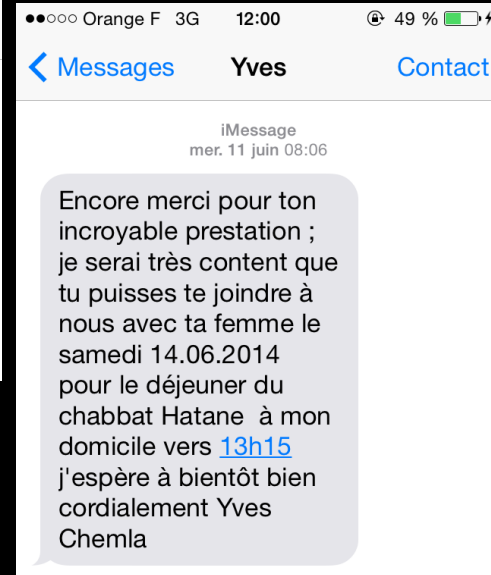 Orange F 3G 12:00 49 %
Messages Yves Contact
iMessage
mer. 11 juin 08:06
Encore merci pour ton
incroyable prestation ;
je serai très content que
tu puisses te joindre à
nous avec ta femme le
samedi 14.06.2014
pour le déjeuner du
chabbat Hatane à mon
domicile vers 13h15
j'espère à bientôt bien
cordialement Yves
Chemla